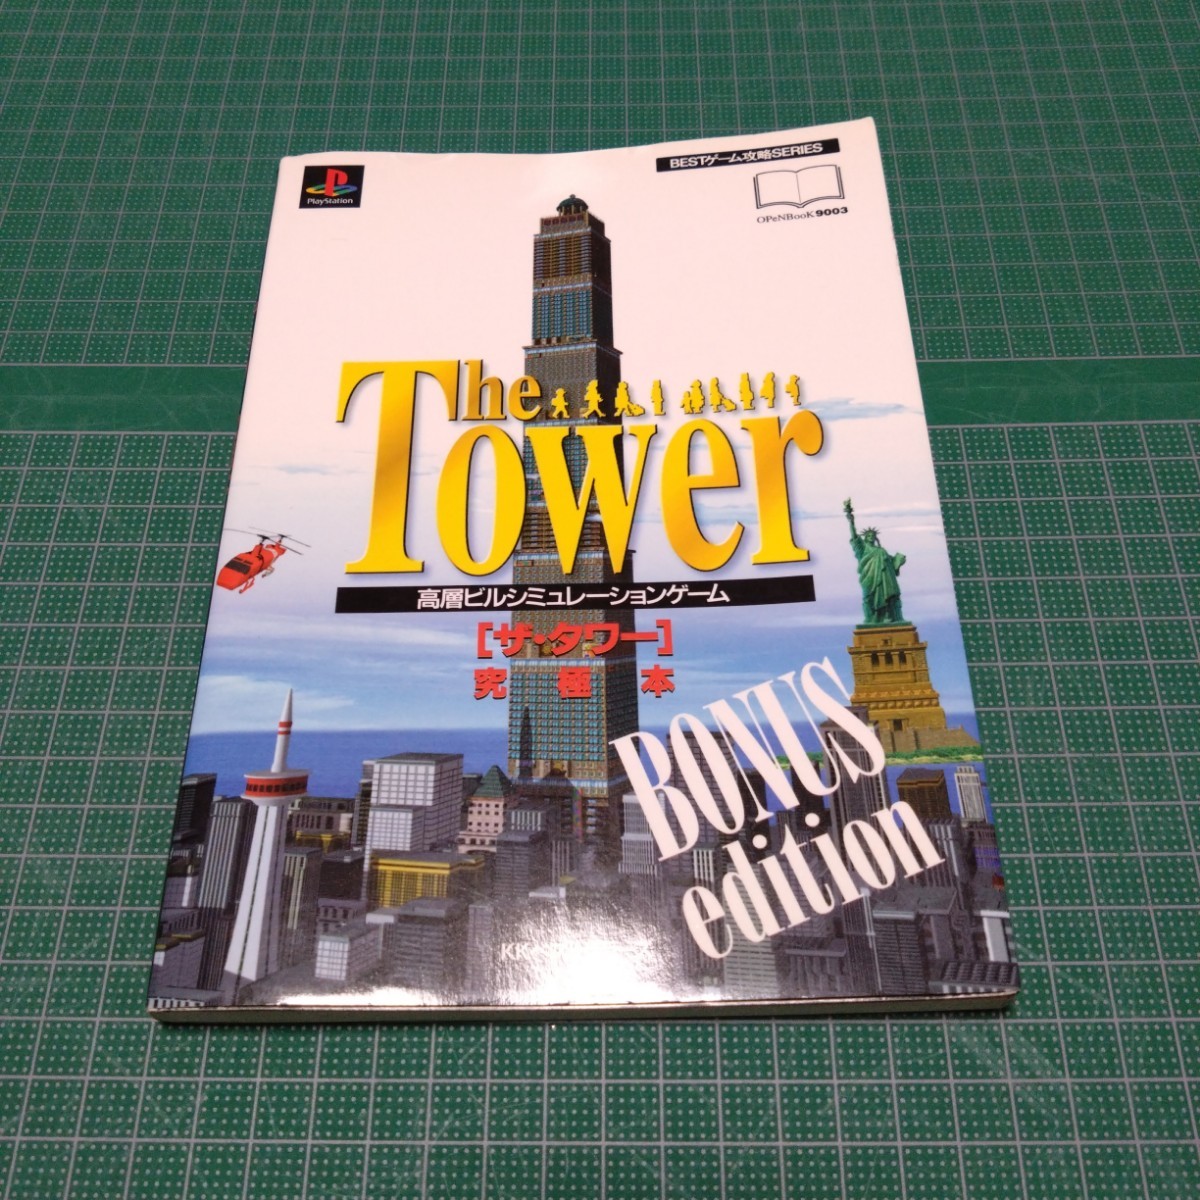 PlayStation
BESTゲーム攻略SERIES
OPeNBooK9003
The
Tower
高層ビルシミュレーションゲーム
[ザ・タワー]
究極本
BONUS
edition